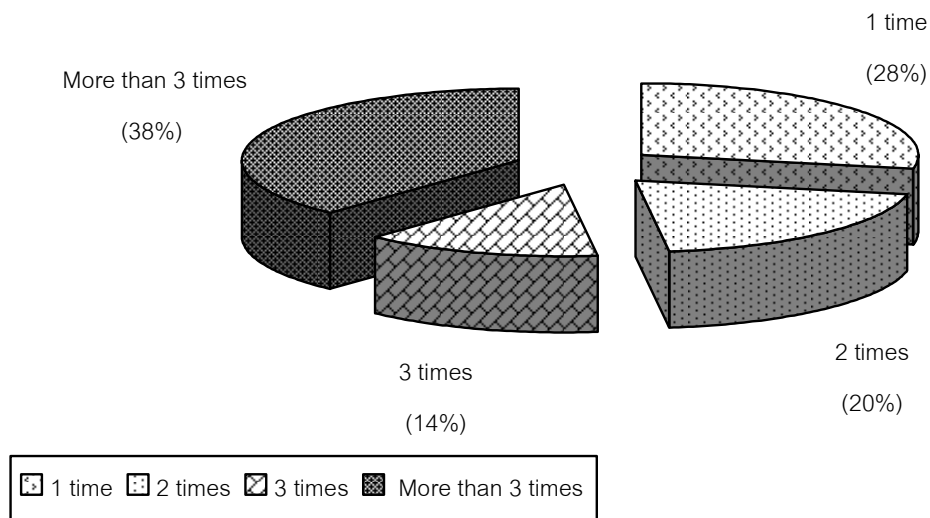 1 time
(28%)
More than 3 times
(38%)
2 times
(20%)
3 times
(14%)
1 time 2 times 3 times More than 3 times